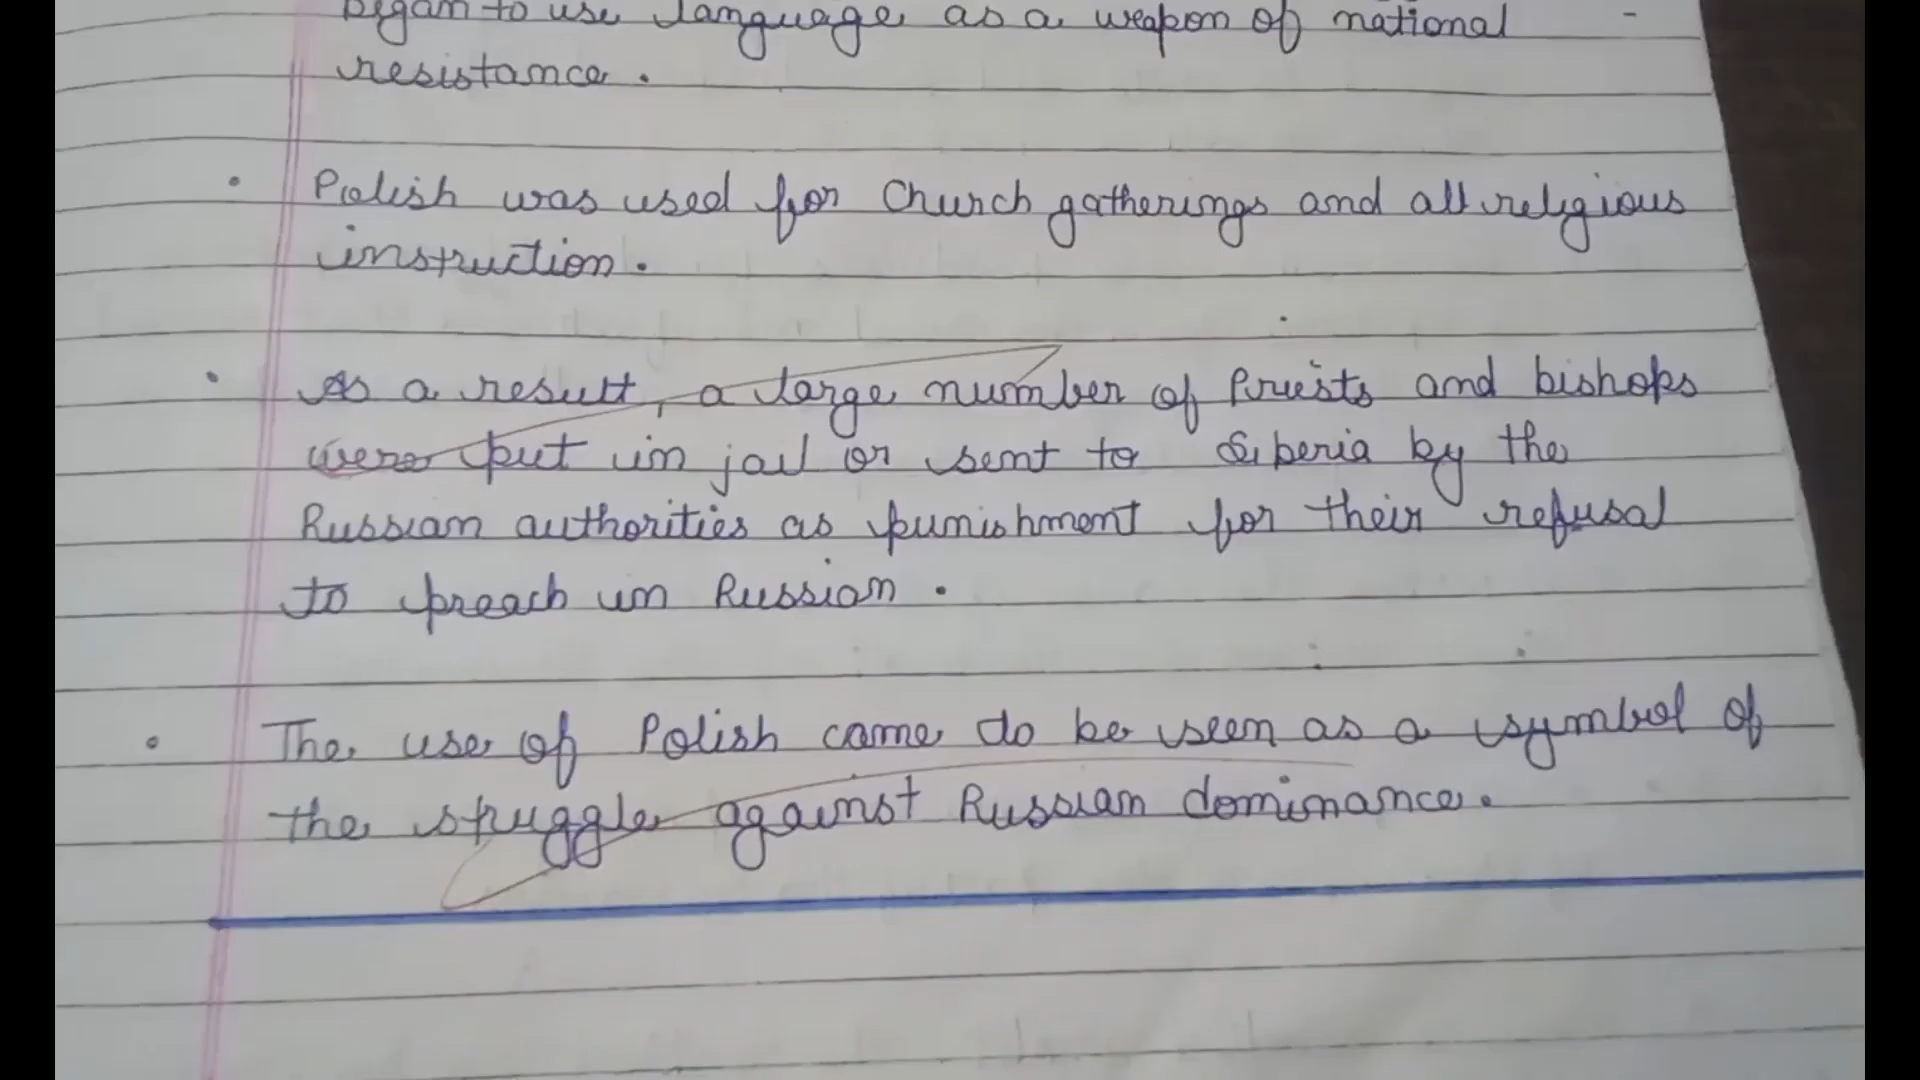 began to use language as a weapon of national -
resistance.
• Polish was used for Church gatherings and all religious
instruction.
• As a result, a large number of Priests and bishops
were put in jail or sent to Siberia by the
Russian authorities as punishment for their refusal
to preach in Russian.
• The use of Polish came to be seen as a symbol of
the struggle against Russian dominance.